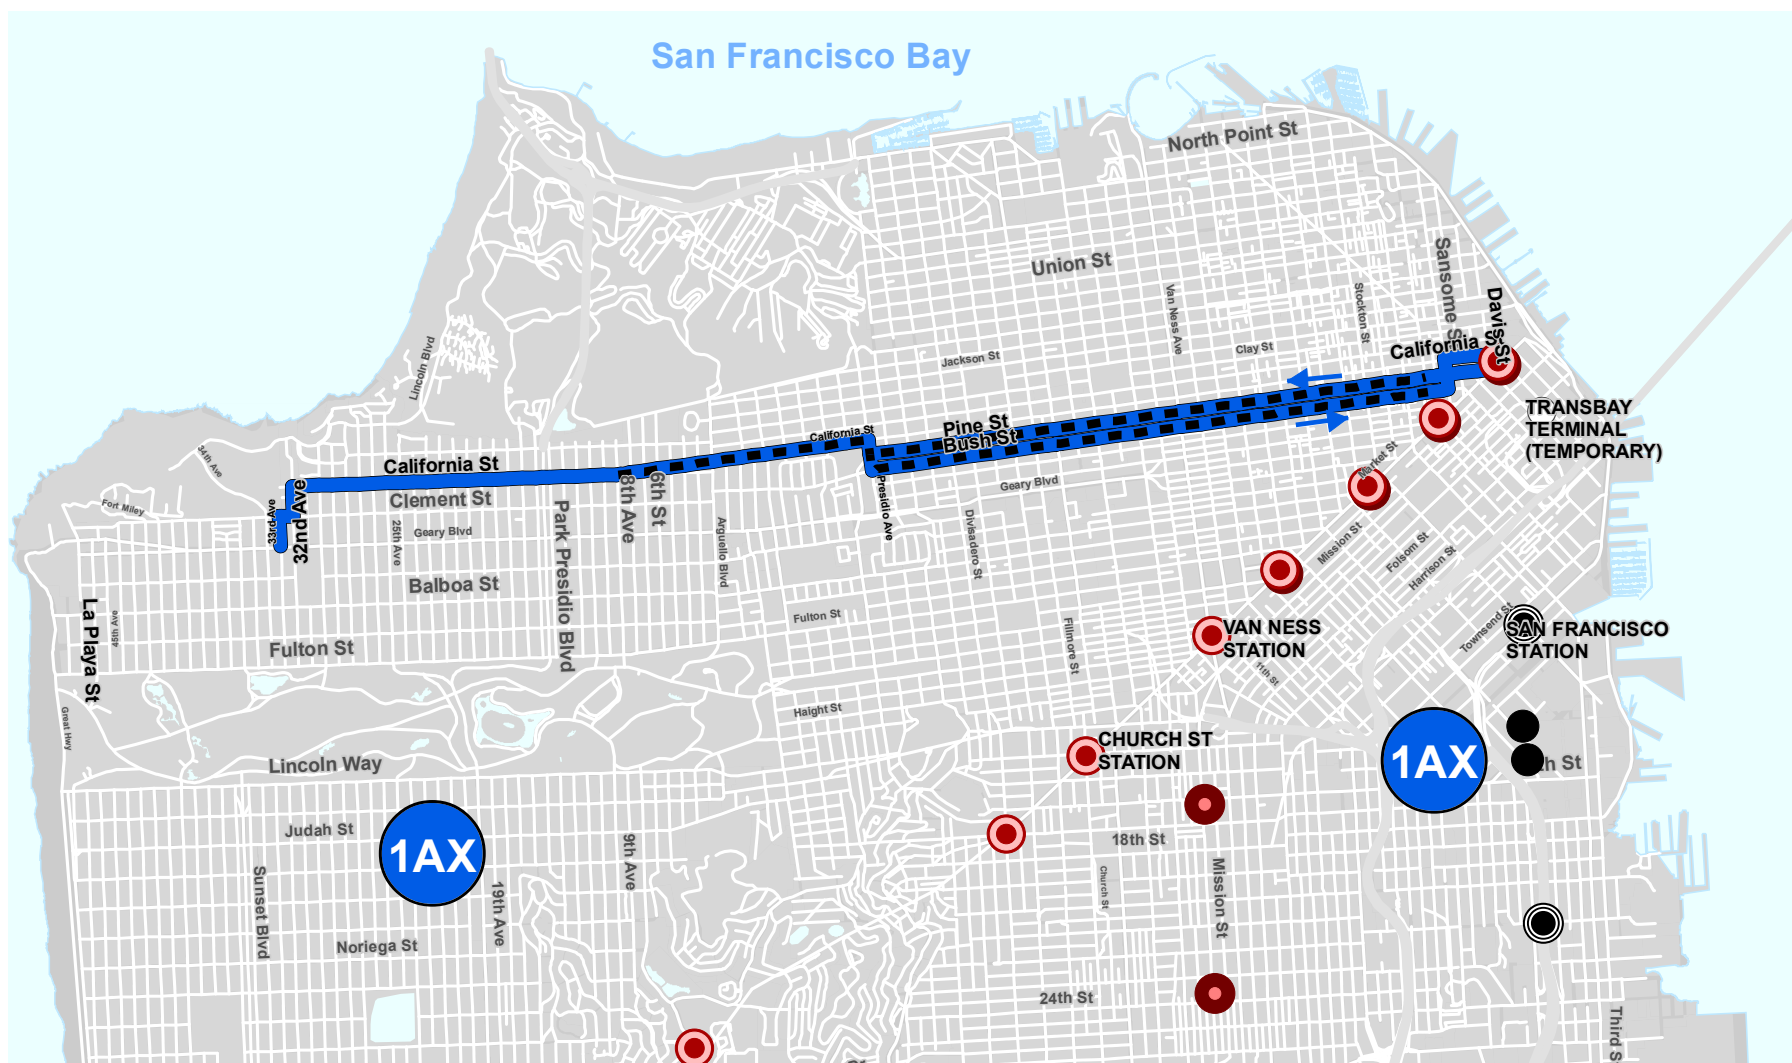 San Francisco Bay
North Point St
Union St
Sansome S
Davis St
Van Ness Ave
Stockton St
Clay St
California St
Jackson St
Lincoln Blvd
Pine St
Bush St
California St
TRANSBAY
TERMINAL
(TEMPORARY)
34th Ave
California St
Market St
Clement St
Geary Blvd
8th Ave
6th St
Fort Miley
33rd Ave
32nd Ave
25th Ave
Geary Blvd
Park Presidio Blvd
Arguello Blvd
Presidio Ave
Divisadero St
Mission St
Folsom St
Harrison St
Balboa St
La Playa St
45th Ave
Fulton St
Fulton St
Fillmore St
VAN NESS
STATION
Townsend St
SAN FRANCISCO
STATION
11th St
Great Hwy
Haight St
CHURCH ST
STATION
Lincoln Way
1AX
th St
Judah St
1AX
9th Ave
18th St
Sunset Blvd
19th Ave
Church St
Mission St
Noriega St
24th St
Third S